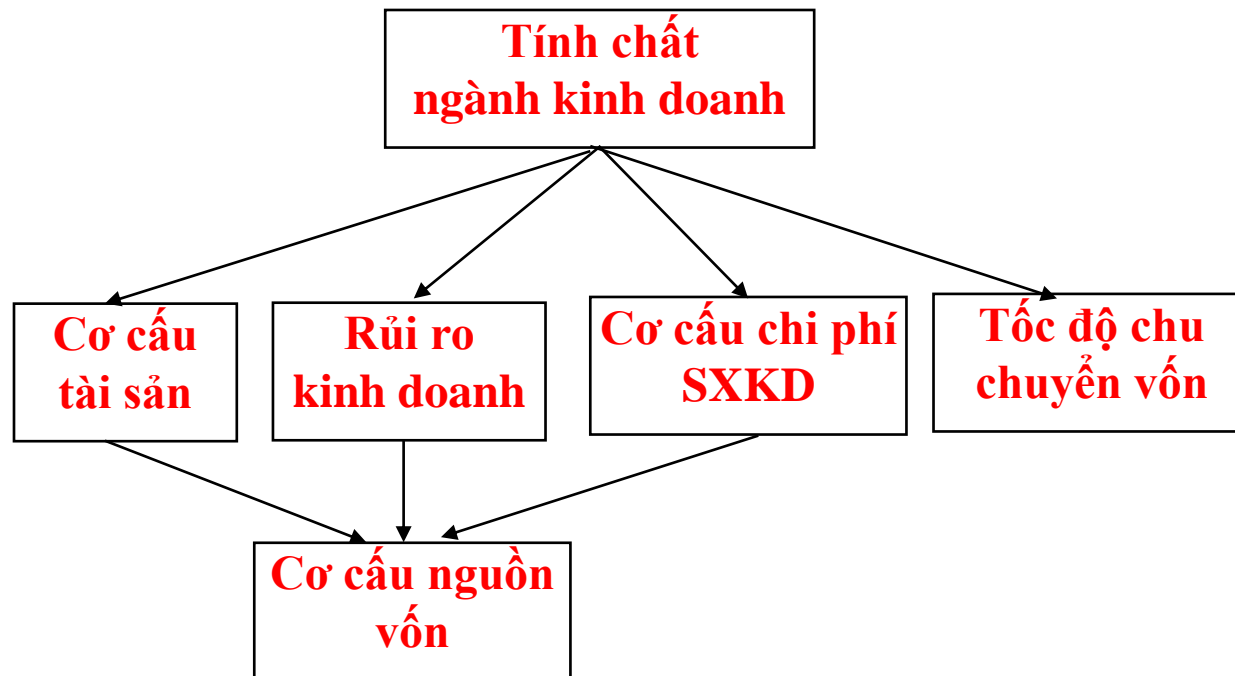 Tính chất
ngành kinh doanh
Cơ cấu
tài sản
Rủi ro
kinh doanh
Cơ cấu chi phí
SXKD
Tốc độ chu
chuyển vốn
Cơ cấu nguồn
vốn